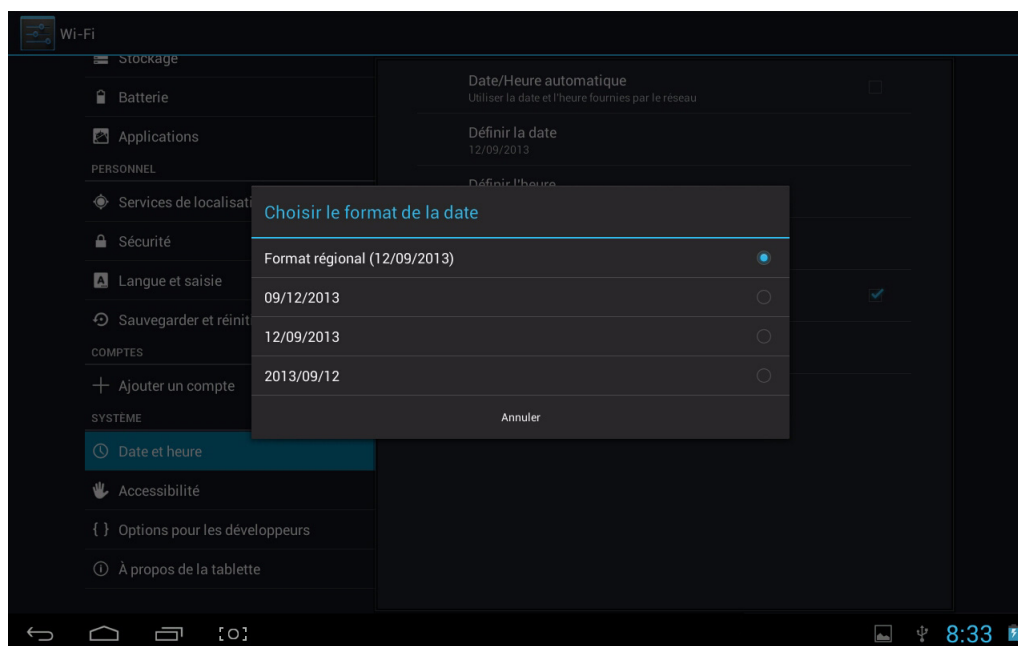 Wi-Fi
Stockage
Batterie
Applications
PERSONNEL
Services de localisati
Sécurité
Langue et saisie
Sauvegarder et réinit
COMPTES
Ajouter un compte
SYSTÈME
Date et heure
Accessibilité
{ } Options pour les développeurs
À propos de la tablette
Date/Heure automatique
Utiliser la date et l'heure fournies par le réseau
Définir la date
12/09/2013
Définir l'heure
Choisir le format de la date
Format régional (12/09/2013)
09/12/2013
12/09/2013
2013/09/12
Annuler
8:33